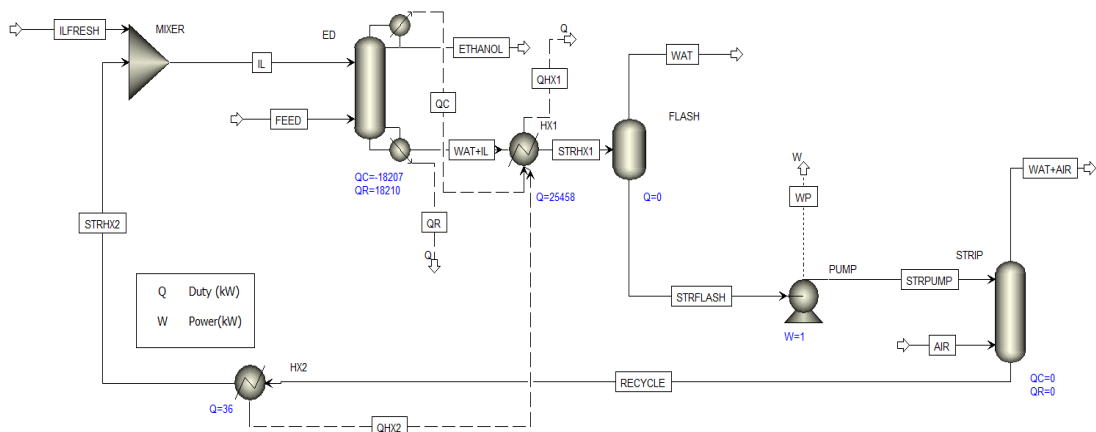 ILFRESH
MIXER
ED
IL
FEED
ETHANOL
QC
Q
QHX1
HX1
WAT+IL
STRHX1
QC=-18207
QR=18210
Q=25458
QR
Q
WAT
FLASH
Q=0
W
WP
WAT+AIR
STRIP
PUMP
STRPUMP
STRFLASH
W=1
AIR
QC=0
QR=0
STRHX2
Q Duty (kW)
W Power(kW)
HX2
Q=36
RECYCLE
QHX2